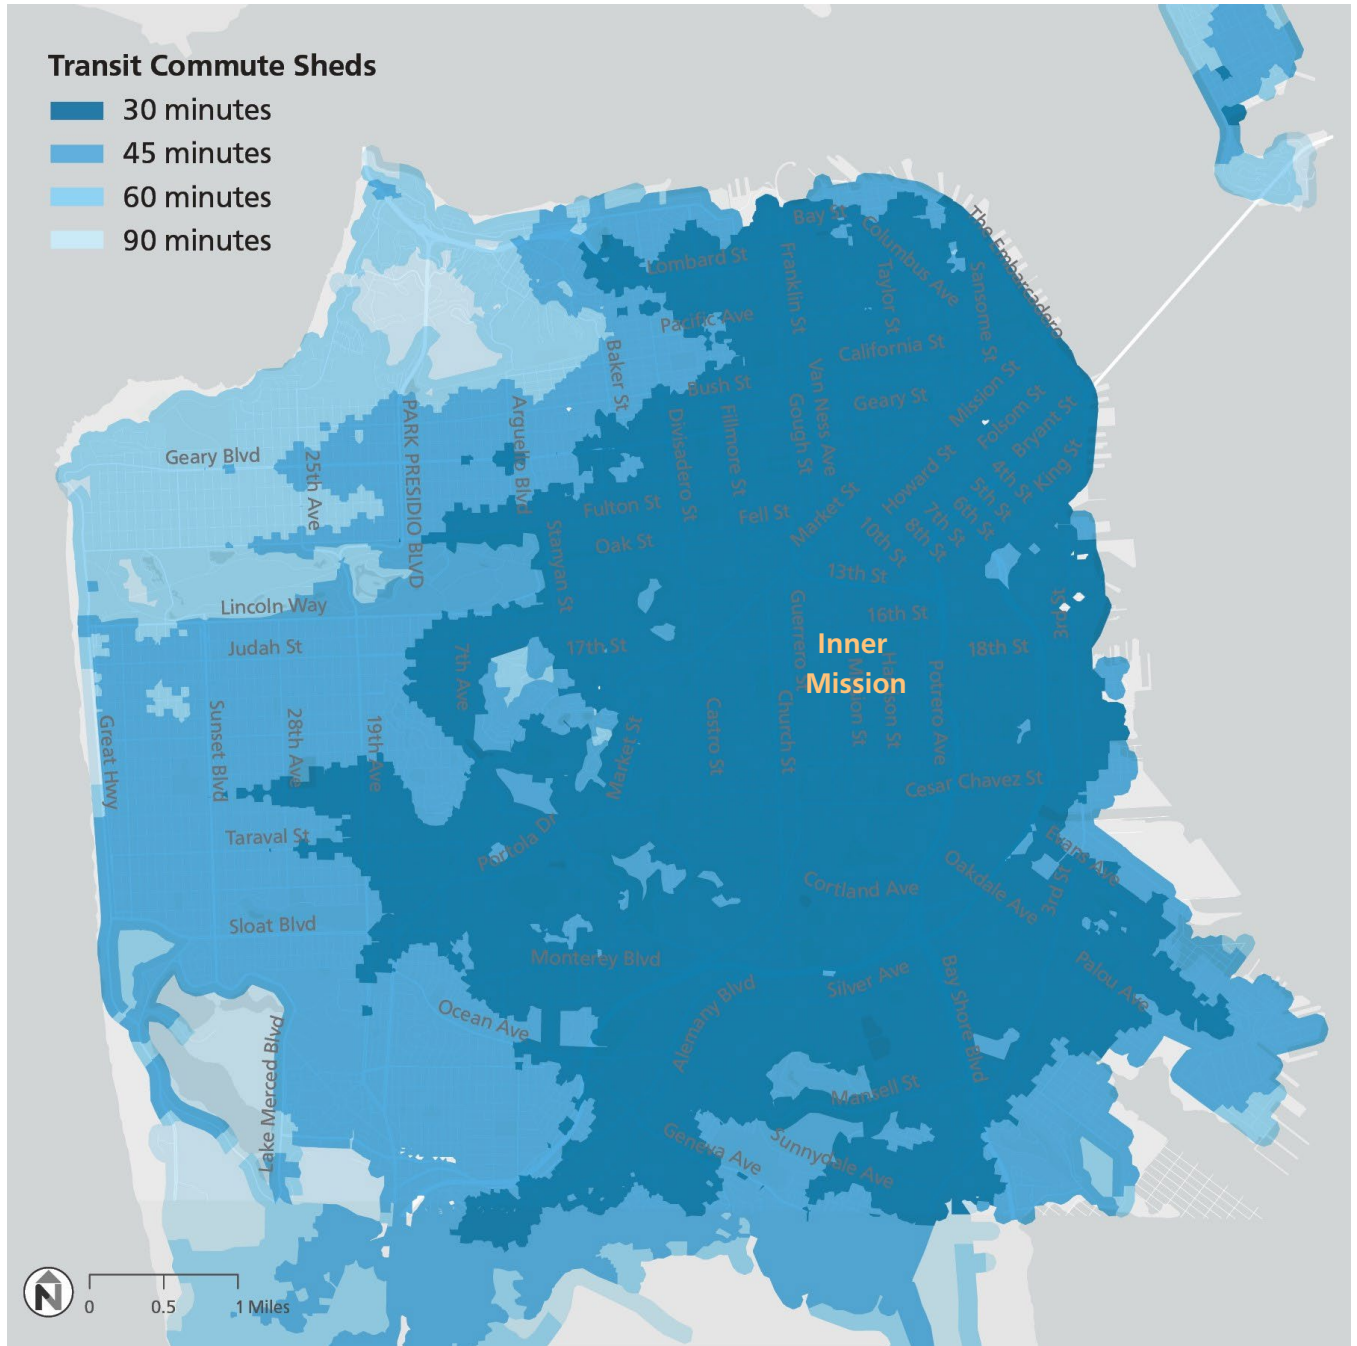 Transit Commute Sheds
30 minutes
45 minutes
60 minutes
90 minutes
Bay St
Columbus Ave
The Embarcadero
Lombard St
Franklin St
Taylor St
Sansome St
Pacific Ave
California St
Baker St
Bush St
Van Ness Ave
Geary St
Mission St
Folsom St
Bryant St
PARK PRESIDIO BLVD
Arguello Blvd
Divisadero St
Fillmore St
Gough St
Geary Blvd
25th Ave
Howard St
4th St
King St
5th St
6th St
7th St
8th St
10th St
Market St
Fulton St
Fell St
Oak St
Stanyan St
13th St
Lincoln Way
Guerrero St
16th St
3rd St
Judah St
7th Ave
17th St
Inner
Mission
18th St
Mission St
Harrison St
Potrero Ave
Great Hwy
Sunset Blvd
28th Ave
19th Ave
Market St
Castro St
Church St
Cesar Chavez St
Taraval St
Portola Dr
Evans Ave
Cortland Ave
Oakdale Ave
3rd St
Sloat Blvd
Monterey Blvd
Silver Ave
Bay Shore Blvd
Palou Ave
Ocean Ave
Alemany Blvd
Lake Merced Blvd
Mansell St
Geneva Ave
Sunnydale Ave
N
0 0.5 1 Miles